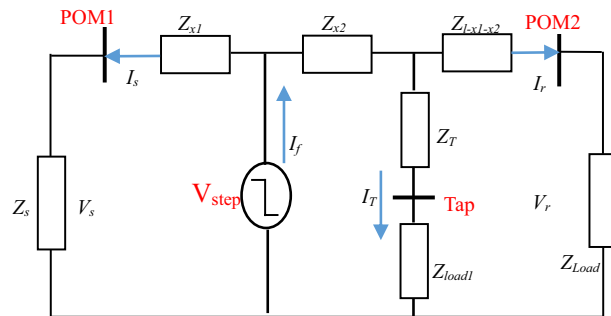 POM1
Zx1
Zx2
Zl-x1-x2
POM2
Is
Ir
If
ZT
Vstep
IT
Tap
Zs
Vs
Vr
Zload1
ZLoad